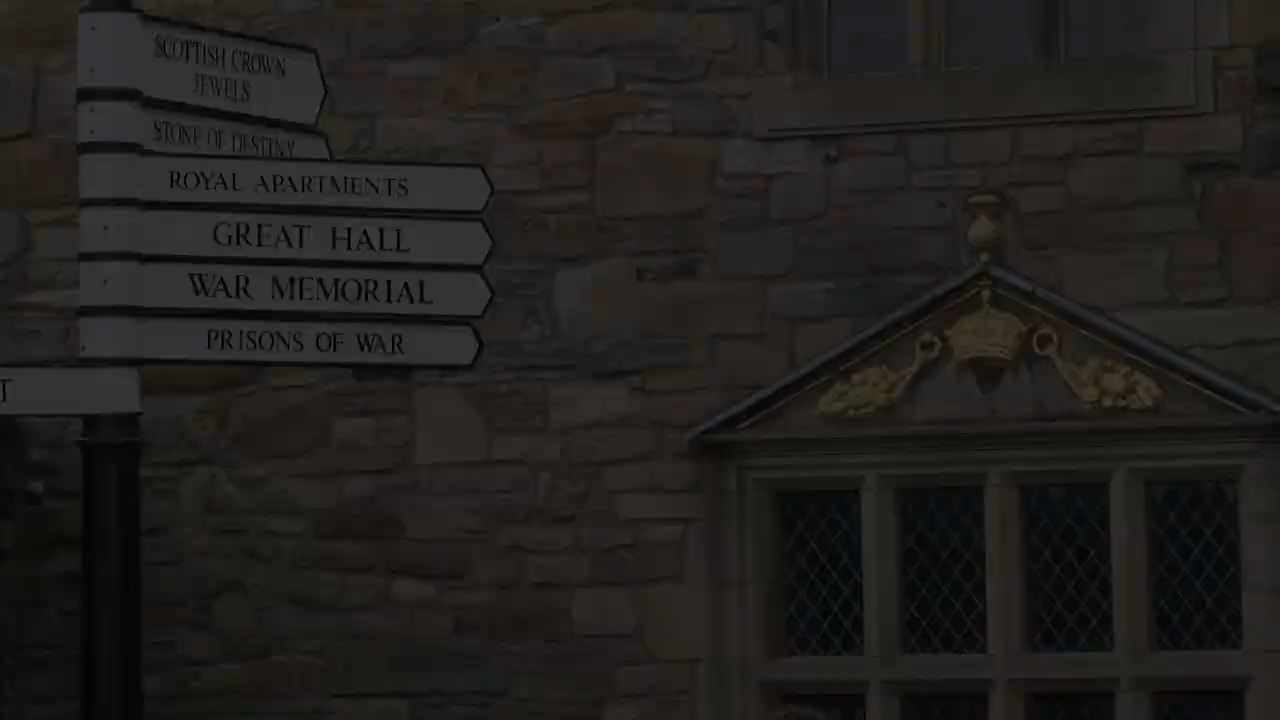 SCOTTISH CROWN
JEWELS
STONE OF DESTINY
ROYAL APARTMENTS
GREAT HALL
WAR MEMORIAL
PRISONS OF WAR
T